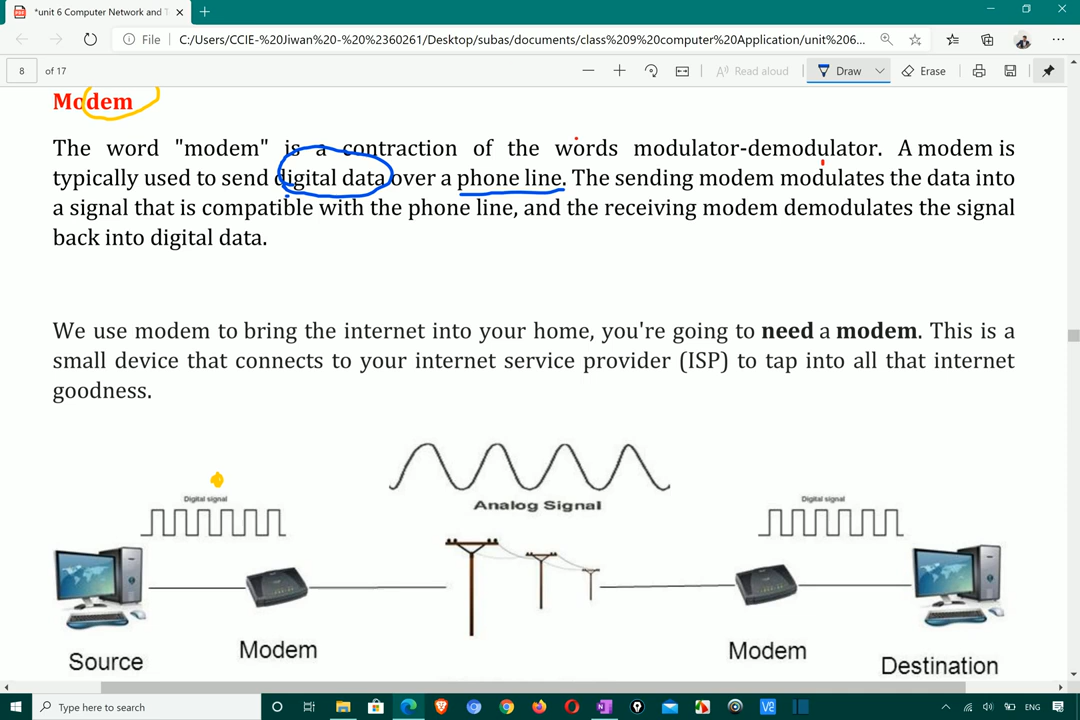 *unit 6 Computer Network and T
File
C:/Users/CCIE-%20Jiwan%20-%20%2360261/Desktop/subas/documents/class%209%20computer%20Application/unit%206...
8 of 17
Read aloud
Draw
Erase
Modem
The word "modem" is a contraction of the words modulator-demodulator. A modem is
typically used to send digital data over a phone line. The sending modem modulates the data into
a signal that is compatible with the phone line, and the receiving modem demodulates the signal
back into digital data.
We use modem to bring the internet into your home, you're going to need a modem. This is a
small device that connects to your internet service provider (ISP) to tap into all that internet
goodness.
Digital signal
Analog Signal
Digital signal
Modem
Modem
Source
Destination
Type here to search
ENG